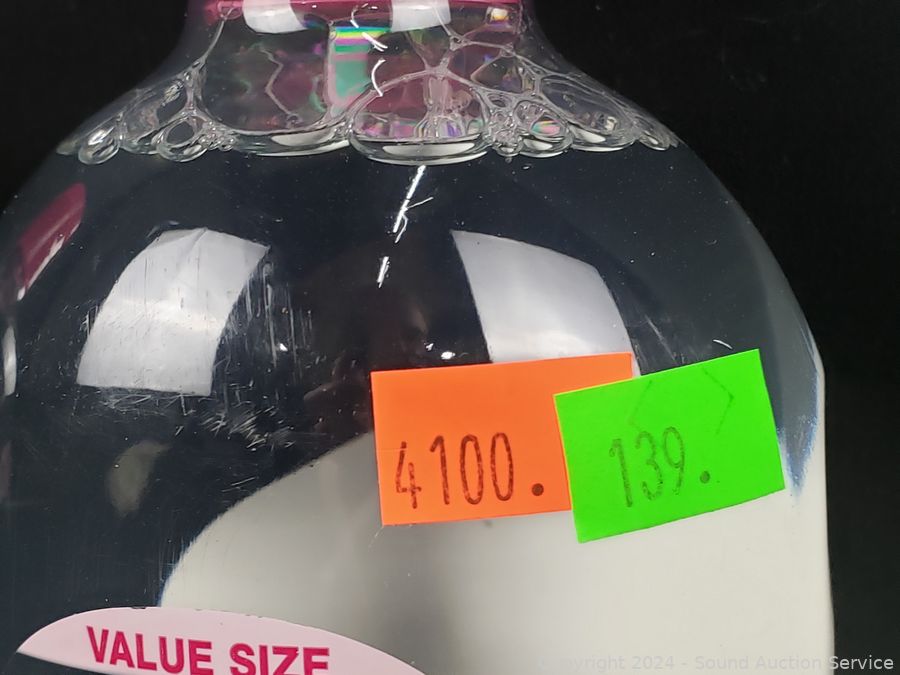 4100.
139.
VALUE SIZE
Copyright 2024 - Sound Auction Service